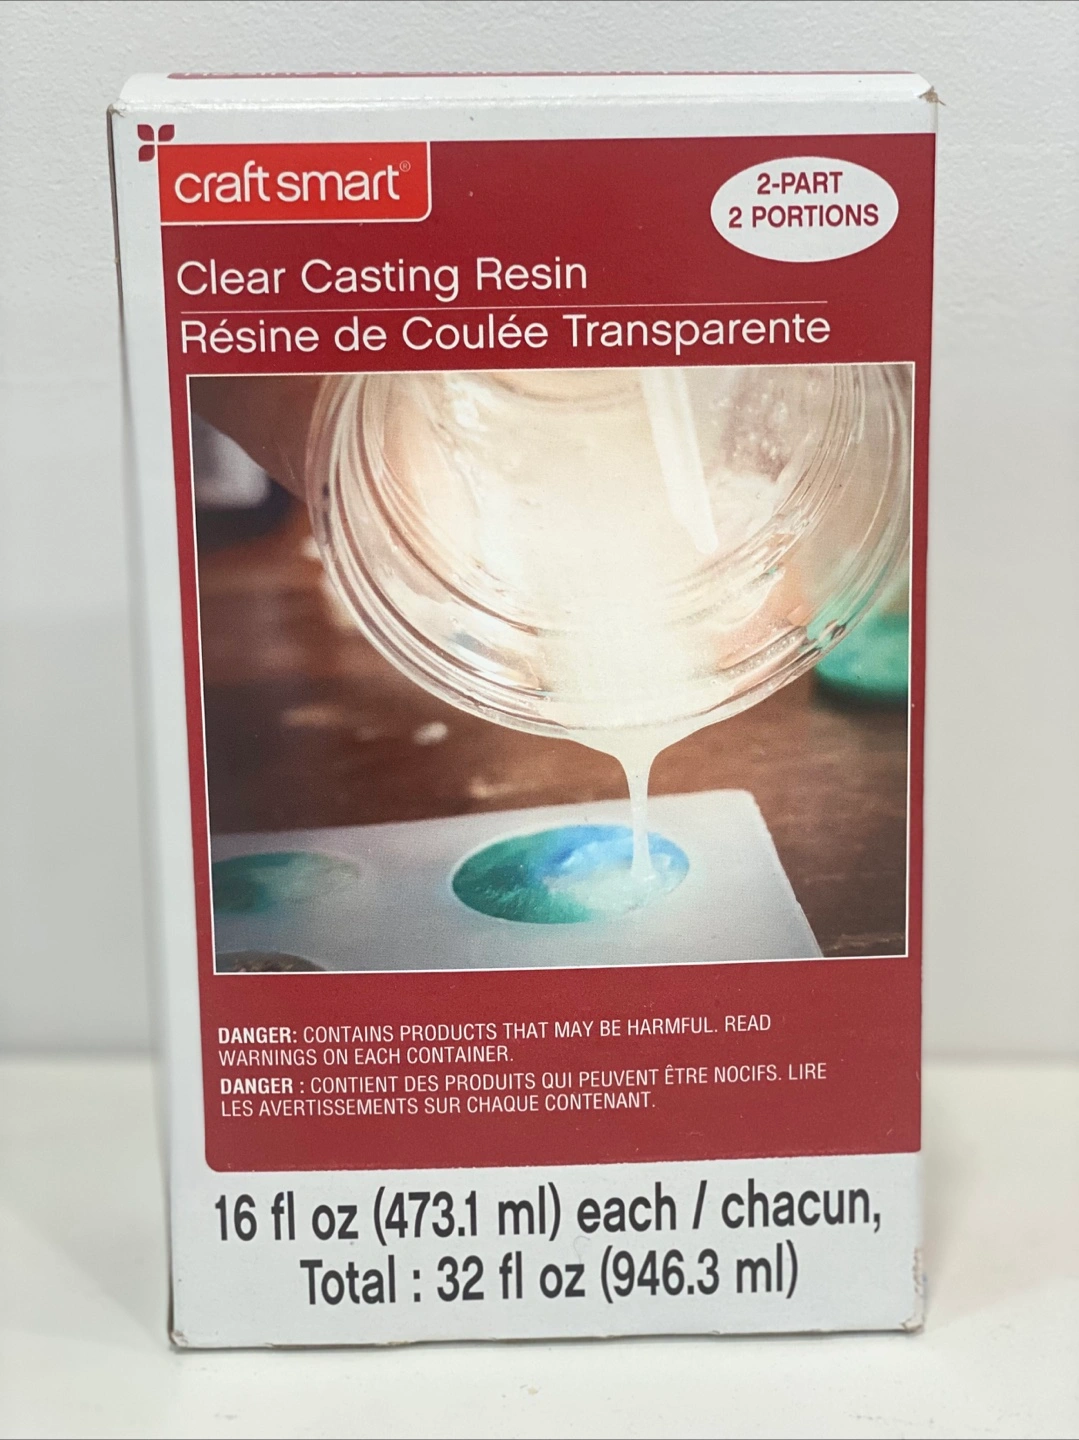 craft smart®
2-PART
2 PORTIONS
Clear Casting Resin
Résine de Coulée Transparente
DANGER: CONTAINS PRODUCTS THAT MAY BE HARMFUL. READ
WARNINGS ON EACH CONTAINER.
DANGER : CONTIENT DES PRODUITS QUI PEUVENT ÊTRE NOCIFS. LIRE
LES AVERTISSEMENTS SUR CHAQUE CONTENANT.
16 fl oz (473.1 ml) each / chacun,
Total : 32 fl oz (946.3 ml)